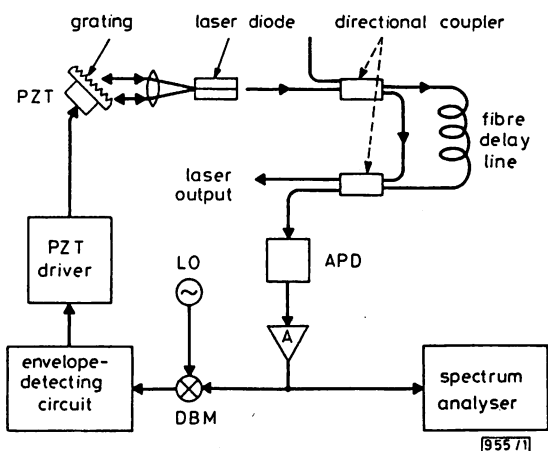 grating
laser diode
directional coupler
PZT
fibre
delay
line
laser
output
PZT
driver
LO
APD
A
envelope-
detecting
circuit
DBM
spectrum
analyser
955/1